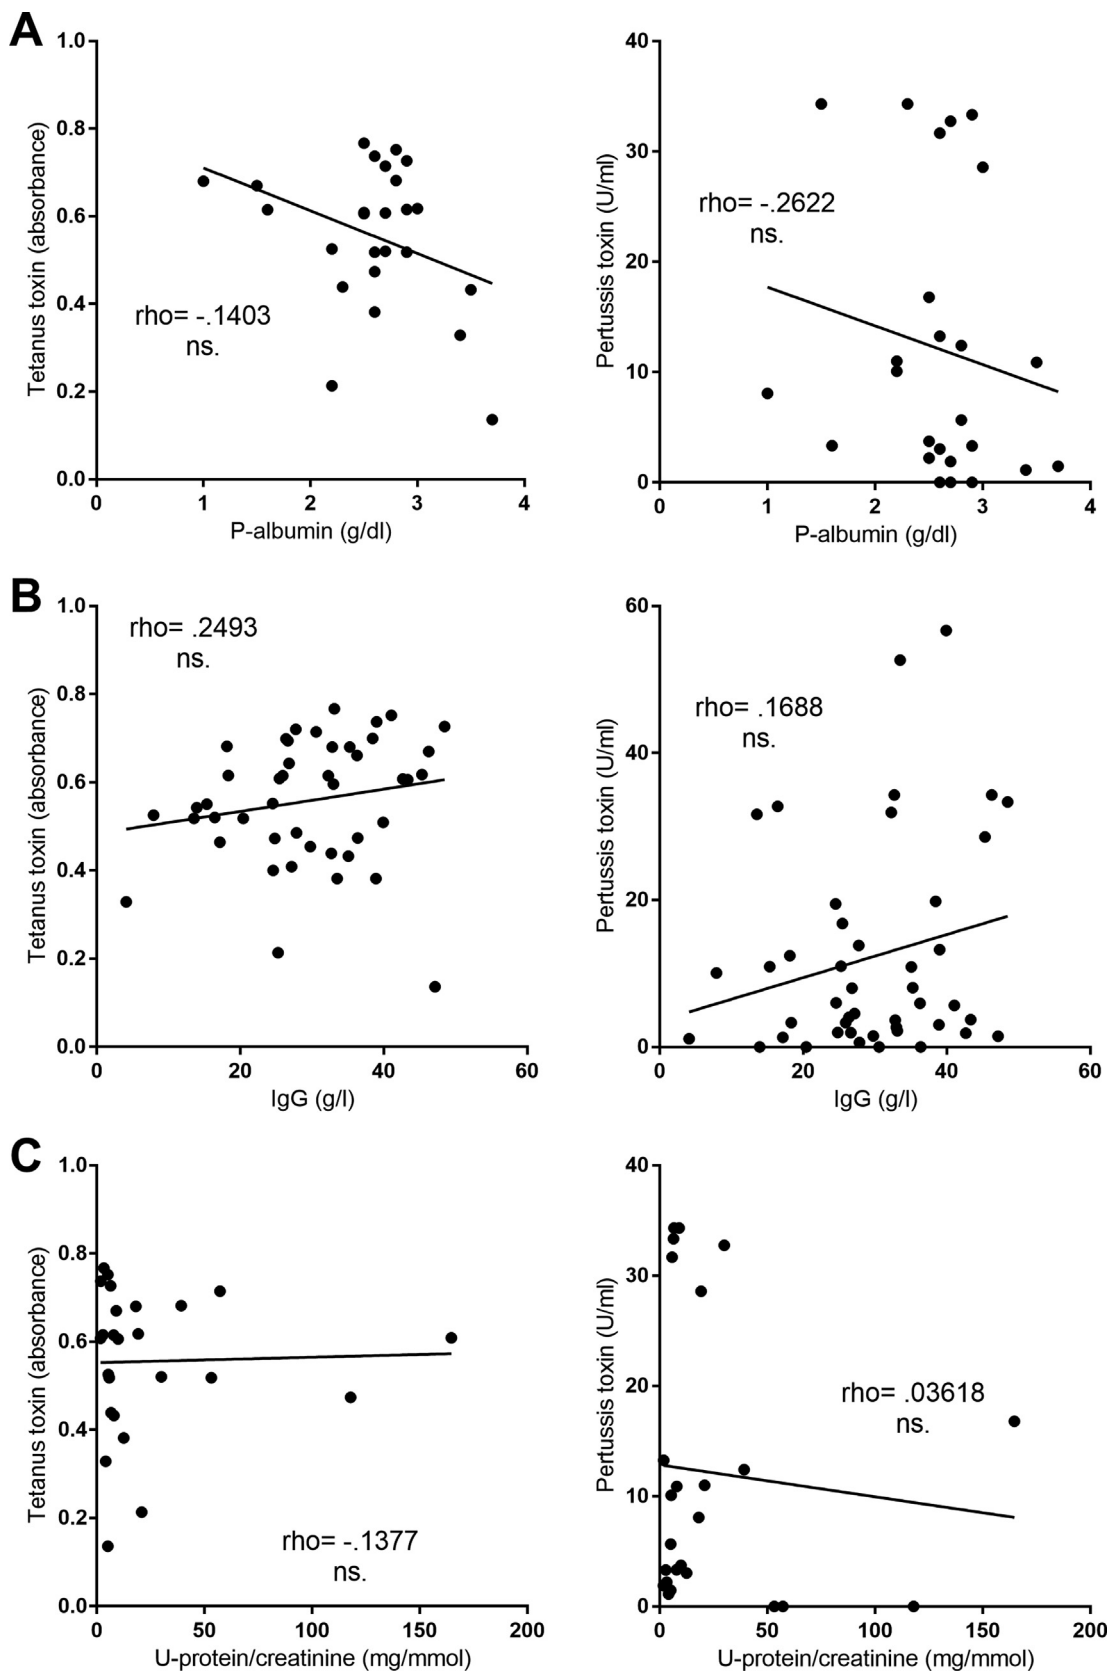 A
Tetanus toxin (absorbance)
1.0
0.8
0.6
0.4
0.2
0.0
rho= -.1403
ns.
0 1 2 3 4
P-albumin (g/dl)
Pertussis toxin (U/ml)
40
30
20
10
0
rho= -.2622
ns.
0 1 2 3 4
P-albumin (g/dl)
B
Tetanus toxin (absorbance)
1.0
0.8
0.6
0.4
0.2
0.0
rho= .2493
ns.
0 20 40 60
IgG (g/l)
Pertussis toxin (U/ml)
60
40
20
0
rho= .1688
ns.
0 20 40 60
IgG (g/l)
C
Tetanus toxin (absorbance)
1.0
0.8
0.6
0.4
0.2
0.0
rho= -.1377
ns.
0 50 100 150 200
U-protein/creatinine (mg/mmol)
Pertussis toxin (U/ml)
40
30
20
10
0
rho= .03618
ns.
0 50 100 150 200
U-protein/creatinine (mg/mmol)